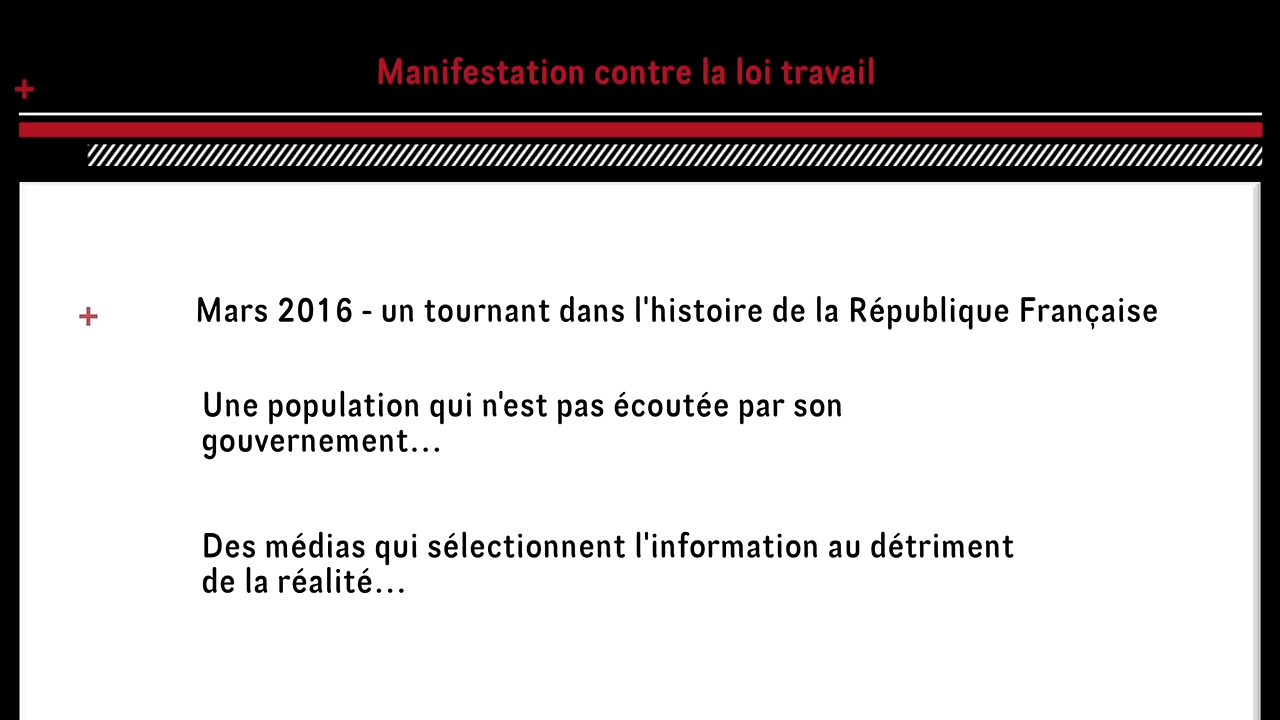 Manifestation contre la loi travail
Mars 2016 - un tournant dans l'histoire de la République Française
Une population qui n'est pas écoutée par son
gouvernement...
Des médias qui sélectionnent l'information au détriment
de la réalité...